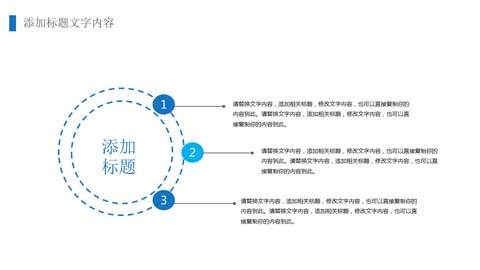 添加标题文字内容
1
请替换文字内容，添加相关标题，修改文字内容，也可以直接复制你的
内容到此。请替换文字内容，添加相关标题，修改文字内容，也可以直
接复制你的内容到此。
添加
标题
2
请替换文字内容，添加相关标题，修改文字内容，也可以直接复制你的
内容到此。请替换文字内容，添加相关标题，修改文字内容，也可以直
接复制你的内容到此。
3
请替换文字内容，添加相关标题，修改文字内容，也可以直接复制你的
内容到此。请替换文字内容，添加相关标题，修改文字内容，也可以直
接复制你的内容到此。